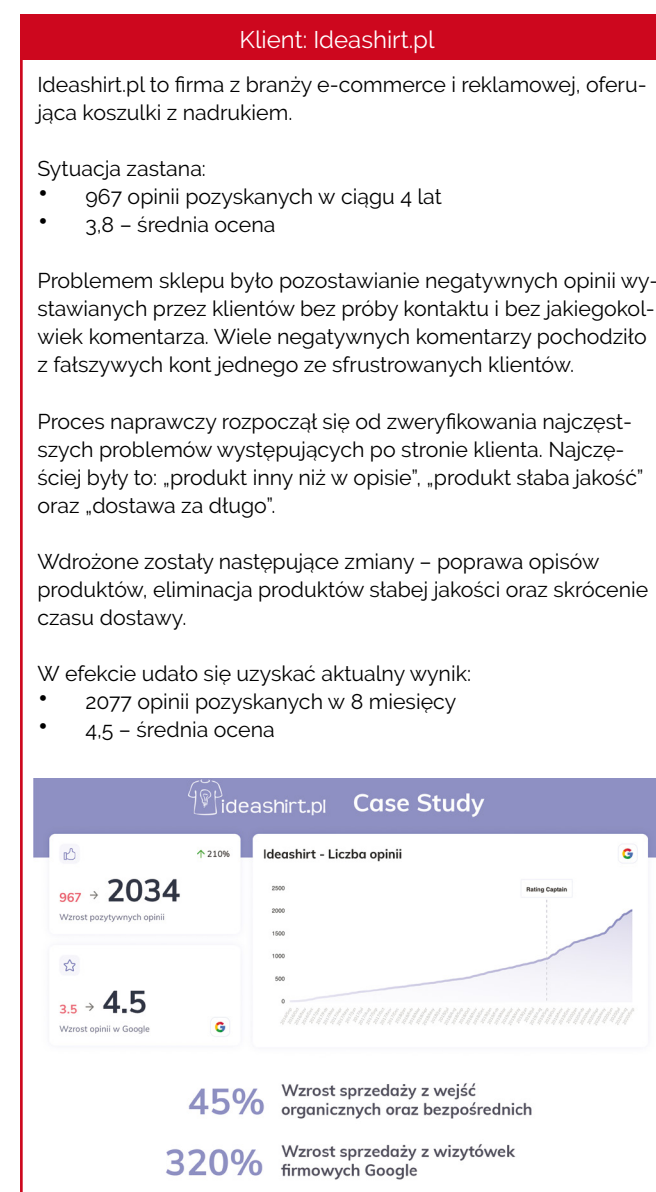 Klient: Ideashirt.pl
Ideashirt.pl to firma z branży e-commerce i reklamowej, oferu-
jąca koszulki z nadrukiem.
Sytuacja zastana:
• 967 opinii pozyskanych w ciągu 4 lat
• 3,8 – średnia ocena
Problemem sklepu było pozostawianie negatywnych opinii wy-
stawianych przez klientów bez próby kontaktu i bez jakiegokol-
wiek komentarza. Wiele negatywnych komentarzy pochodziło
z fałszywych kont jednego ze sfrustrowanych klientów.
Proces naprawczy rozpoczął się od zweryfikowania najczęst-
szych problemów występujących po stronie klienta. Najczę-
ściej były to: „produkt inny niż w opisie”, „produkt słaba jakość”
oraz „dostawa za długo”.
Wdrożone zostały następujące zmiany – poprawa opisów
produktów, eliminacja produktów słabej jakości oraz skrócenie
czasu dostawy.
W efekcie udało się uzyskać aktualny wynik:
• 2077 opinii pozyskanych w 8 miesięcy
• 4,5 – średnia ocena
ideashirt.pl Case Study
↑ 210%
967 → 2034
Wzrost pozytywnych opinii
3.5 → 4.5
Wzrost opinii w Google
G
Ideashirt - Liczba opinii
G
Rating Captain
2500
2000
1500
1000
500
0
45% Wzrost sprzedaży z wejść
organicznych oraz bezpośrednich
320% Wzrost sprzedaży z wizytówek
firmowych Google